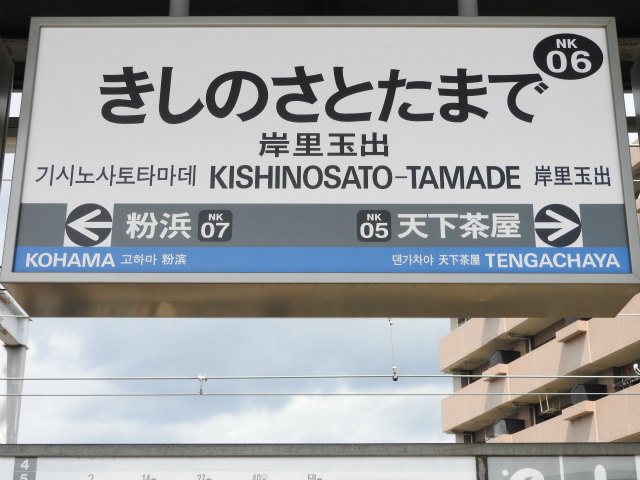 NK
06
きしのさとたまで
岸里玉出
기시노사토타마데 KISHINOSATO-TAMADE 岸里玉出
粉浜 NK 07 NK 05 天下茶屋
KOHAMA 고하마 粉滨 덴가차야 天下茶屋 TENGACHAYA
4